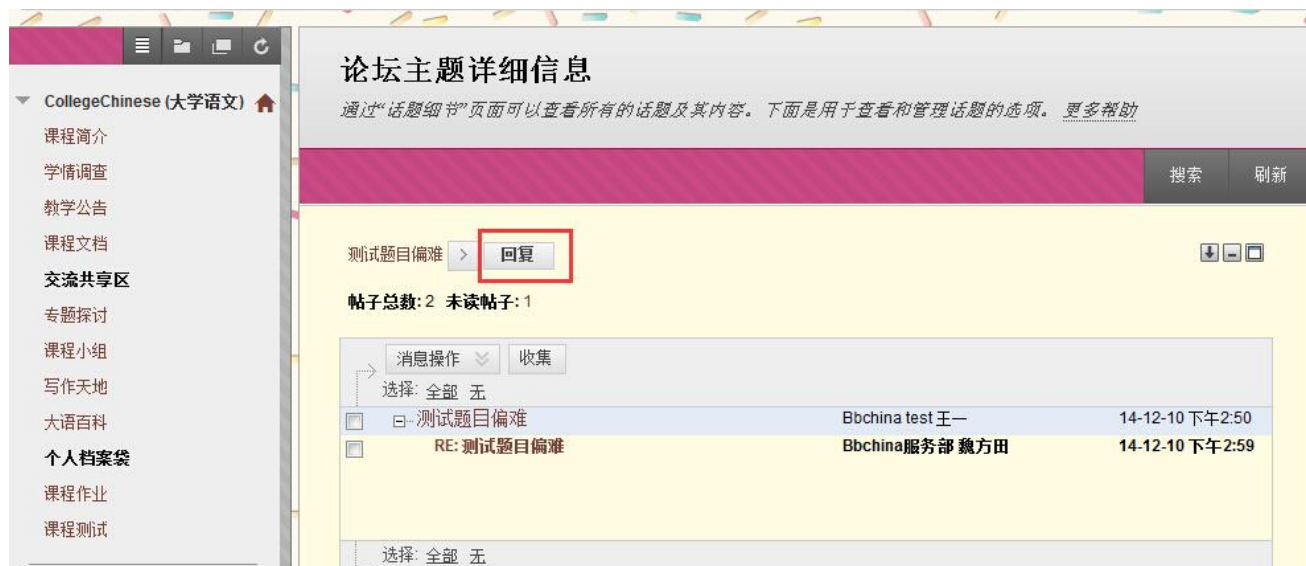 CollegeChinese (大学语文)
课程简介
学情调查
教学公告
课程文档
交流共享区
专题探讨
课程小组
写作天地
大语百科
个人档案袋
课程作业
课程测试
论坛主题详细信息
通过“话题细节”页面可以查看所有的话题及其内容。下面是用于查看和管理话题的选项。 更多帮助
搜索 刷新
测试题目偏难 > 回复
帖子总数: 2 未读帖子: 1
消息操作 收集
选择: 全部 无
测试题目偏难 Bbchina test 王一 14-12-10 下午2:50
RE: 测试题目偏难 Bbchina服务部 魏方田 14-12-10 下午2:59
选择: 全部 无